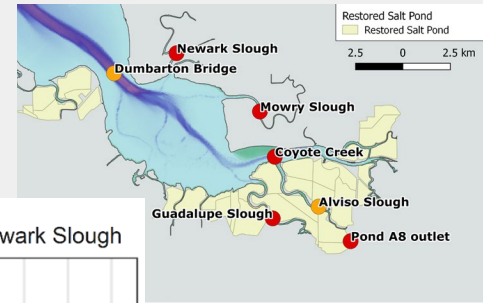 Restored Salt Pond
Restored Salt Pond
2.5 0 2.5 km
Newark Slough
Dumbarton Bridge
Mowry Slough
Coyote Creek
Alviso Slough
Guadalupe Slough
Pond A8 outlet
wark Slough